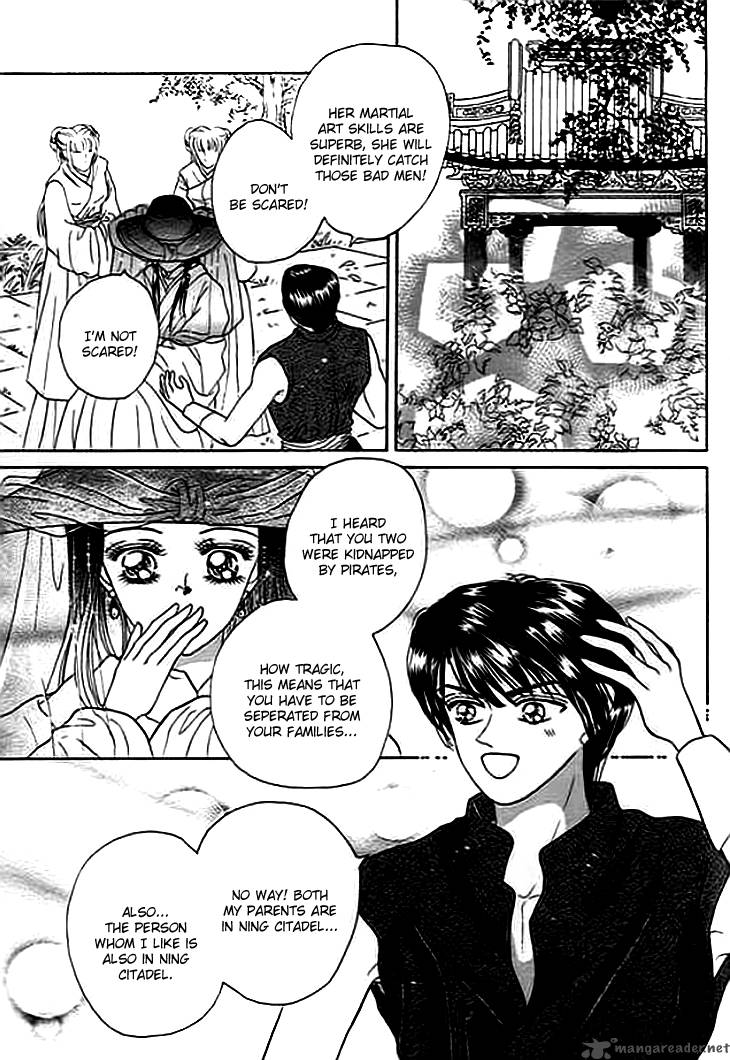 HER MARTIAL
ART SKILLS ARE
SUPERB, SHE WILL
DEFINITELY CATCH
THOSE BAD MEN!
DON'T
BE SCARED!
I'M NOT
SCARED!
I HEARD
THAT YOU TWO
WERE KIDNAPPED
BY PIRATES,
HOW TRAGIC,
THIS MEANS THAT
YOU HAVE TO BE
SEPERATED FROM
YOUR FAMILIES...
NO WAY! BOTH
MY PARENTS ARE
IN NING CITADEL...
ALSO...
THE PERSON
WHOM I LIKE IS
ALSO IN NING
CITADEL.
mangareader.net